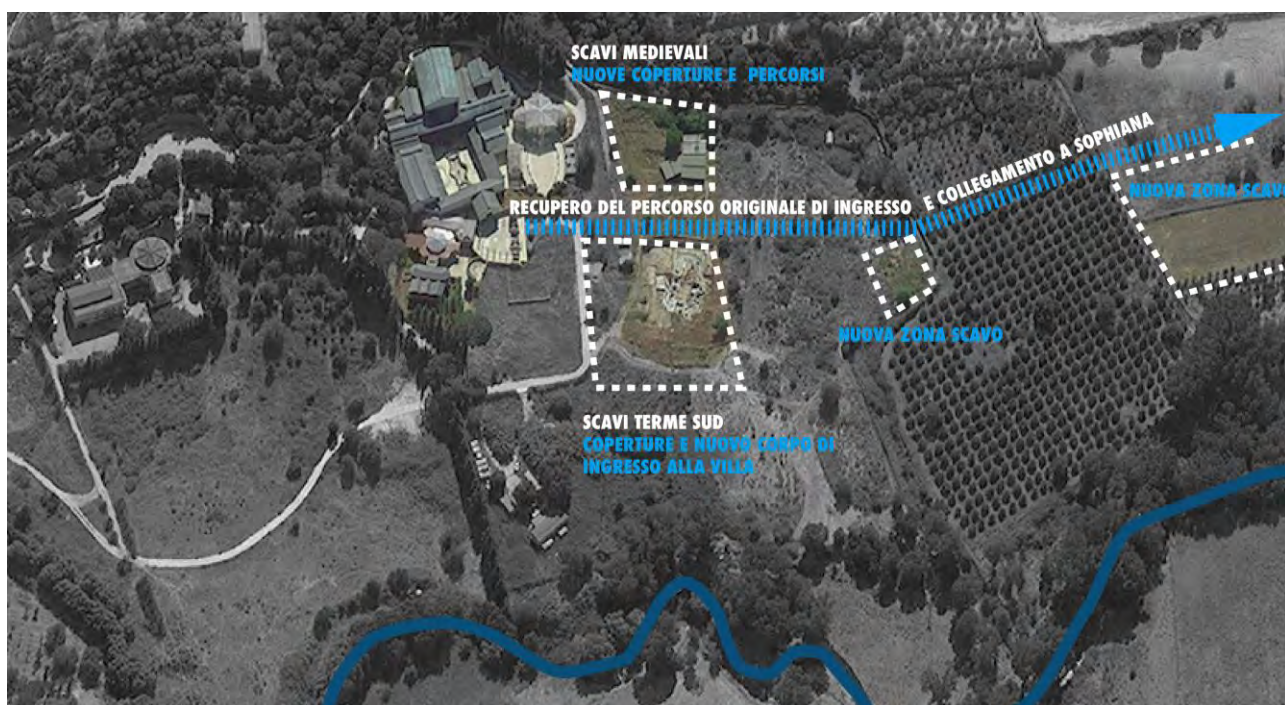 SCAVI MEDIEVALI
NUOVE COPERTURE E PERCORSI
RECUPERO DEL PERCORSO ORIGINALE DI INGRESSO
E COLLEGAMENTO A SOPHIANA
NUOVA ZONA SCAVO
NUOVA ZONA SCAVO
SCAVI TERME SUD
COPERTURE E NUOVO CORPO DI
INGRESSO ALLA VILLA